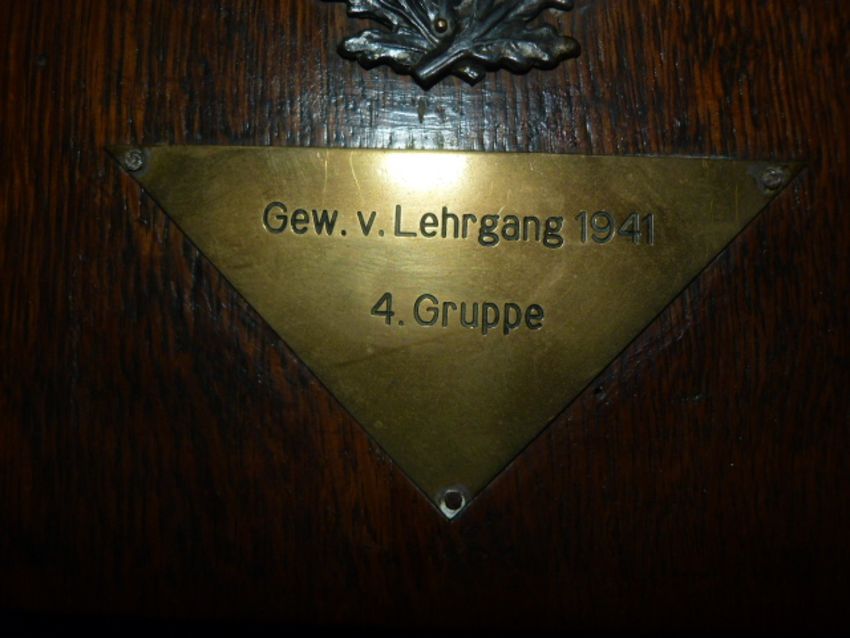 Gew. v. Lehrgang 1941
4. Gruppe